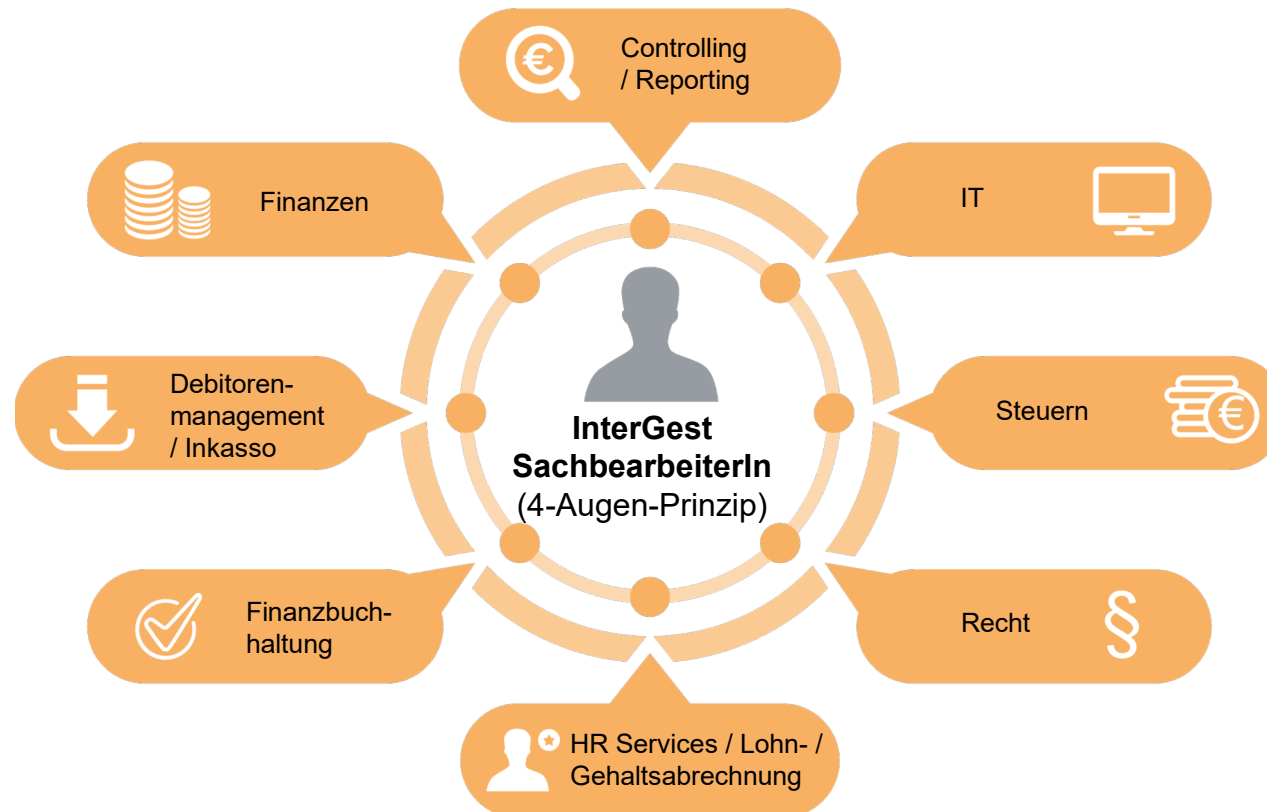 Controlling
/ Reporting
Finanzen
IT
Debitoren-
management
/ Inkasso
Steuern
InterGest
SachbearbeiterIn
(4-Augen-Prinzip)
Finanzbuch-
haltung
Recht
§
HR Services / Lohn- /
Gehaltsabrechnung